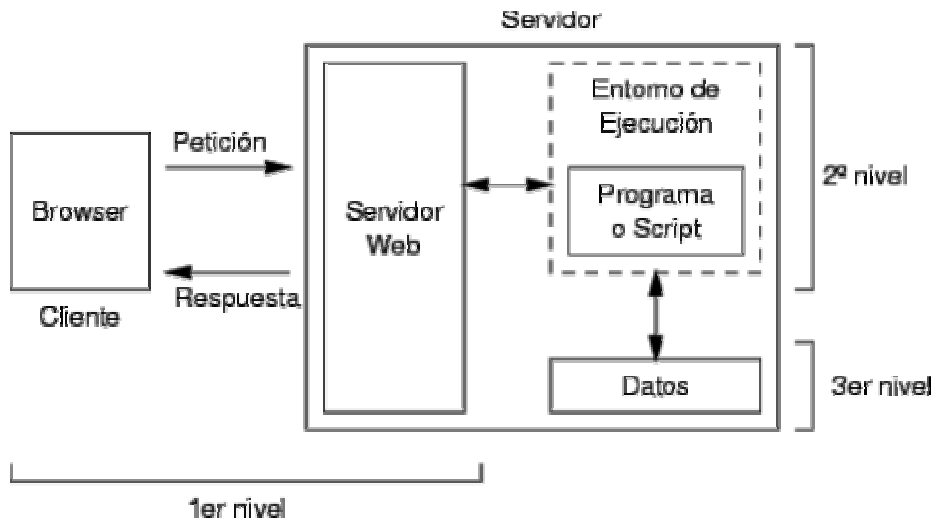 Servidor
Entorno de
Ejecución
Petición
2º nivel
Programa
o Script
Browser
Servidor
Web
Respuesta
Cliente
Datos
3er nivel
1er nivel